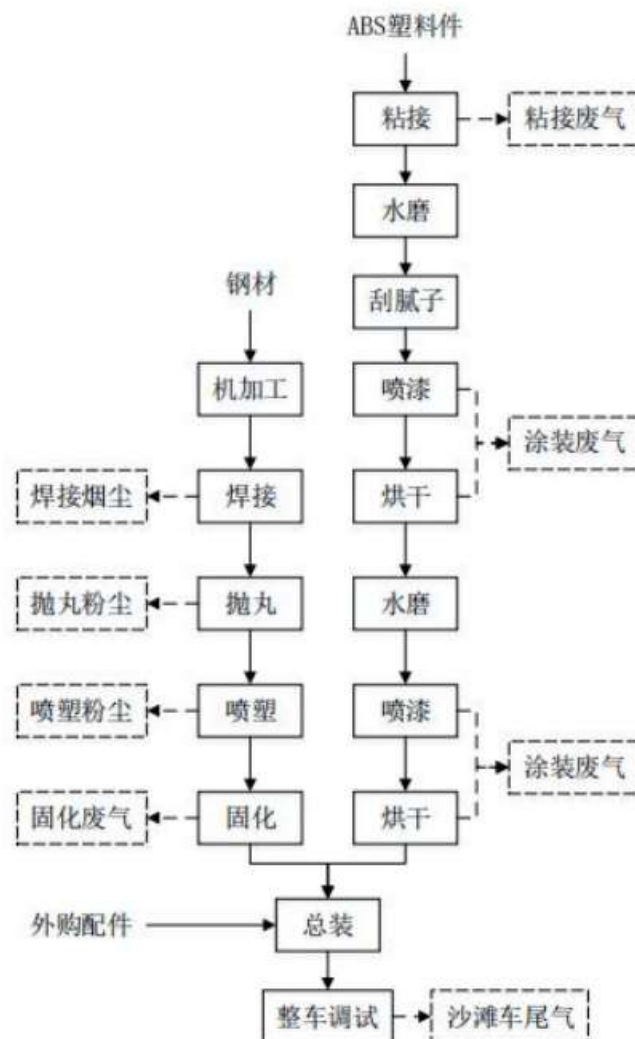 ABS塑料件
粘接
粘接废气
水磨
钢材
刮腻子
机加工
喷漆
涂装废气
焊接烟尘
焊接
烘干
抛丸粉尘
抛丸
水磨
喷塑粉尘
喷塑
喷漆
涂装废气
固化废气
固化
烘干
外购配件
总装
整车调试
沙滩车尾气